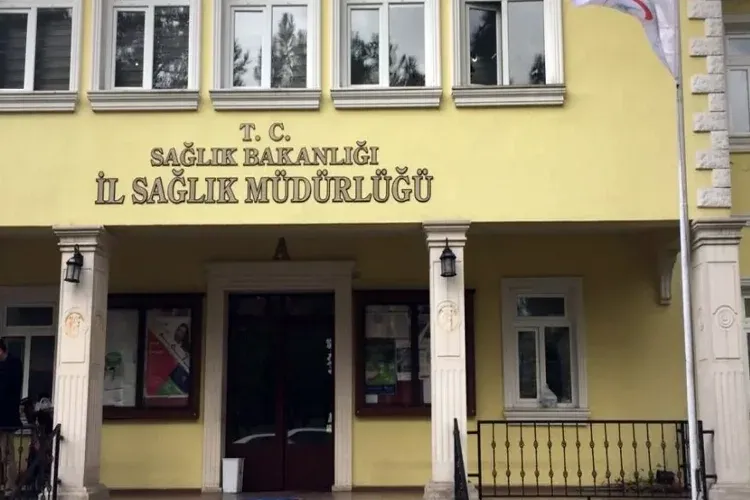 T. C.
SAĞLIK BAKANLIĞI
İL SAĞLIK MÜDÜRLÜĞÜ